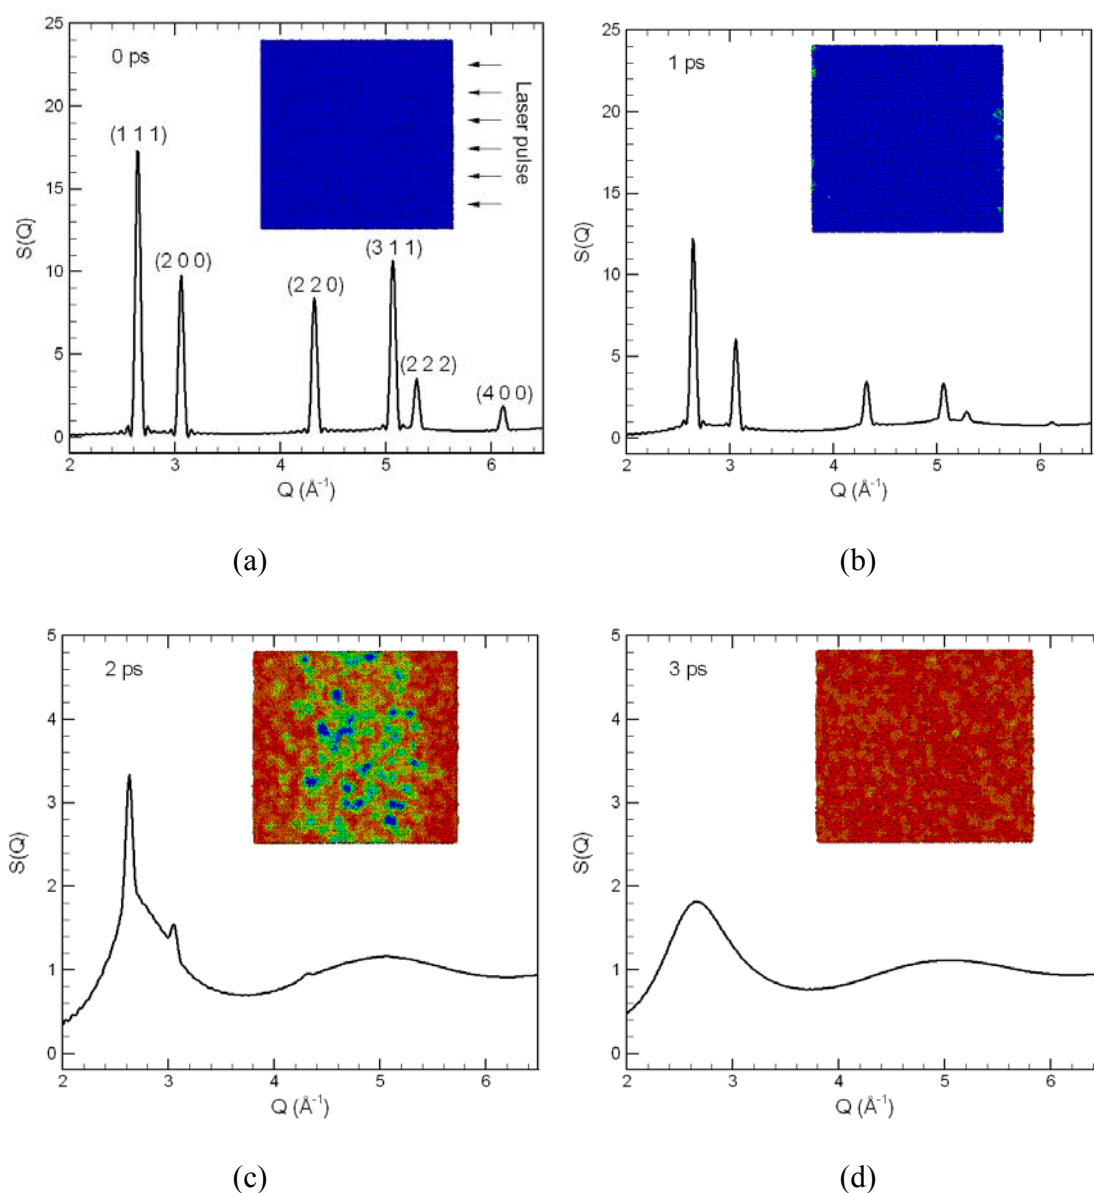 0 ps
(1 1 1)
(2 0 0)
(2 2 0)
(3 1 1)
(2 2 2)
(4 0 0)
Laser pulse
S(Q)
25
20
15
10
5
0
2 3 4 5 6
Q (Å⁻¹)
(a)
1 ps
S(Q)
25
20
15
10
5
0
2 3 4 5 6
Q (Å⁻¹)
(b)
2 ps
S(Q)
5
4
3
2
1
0
2 3 4 5 6
Q (Å⁻¹)
(c)
3 ps
S(Q)
5
4
3
2
1
0
2 3 4 5 6
Q (Å⁻¹)
(d)